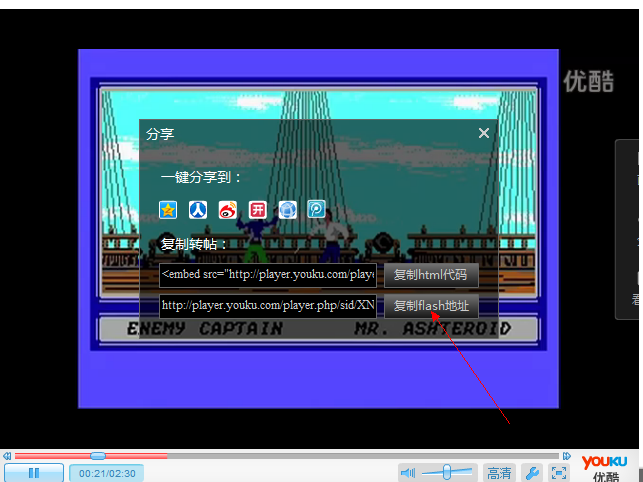 优酷
分享
一键分享到：
复制转帖：
<embed src="http://player.youku.com/playe
复制html代码
http://player.youku.com/player.php/sid/XN
复制flash地址
ENEMY CAPTAIN MR. ASHTEROID
00:21/02:30
高清
YOUKU
优酷